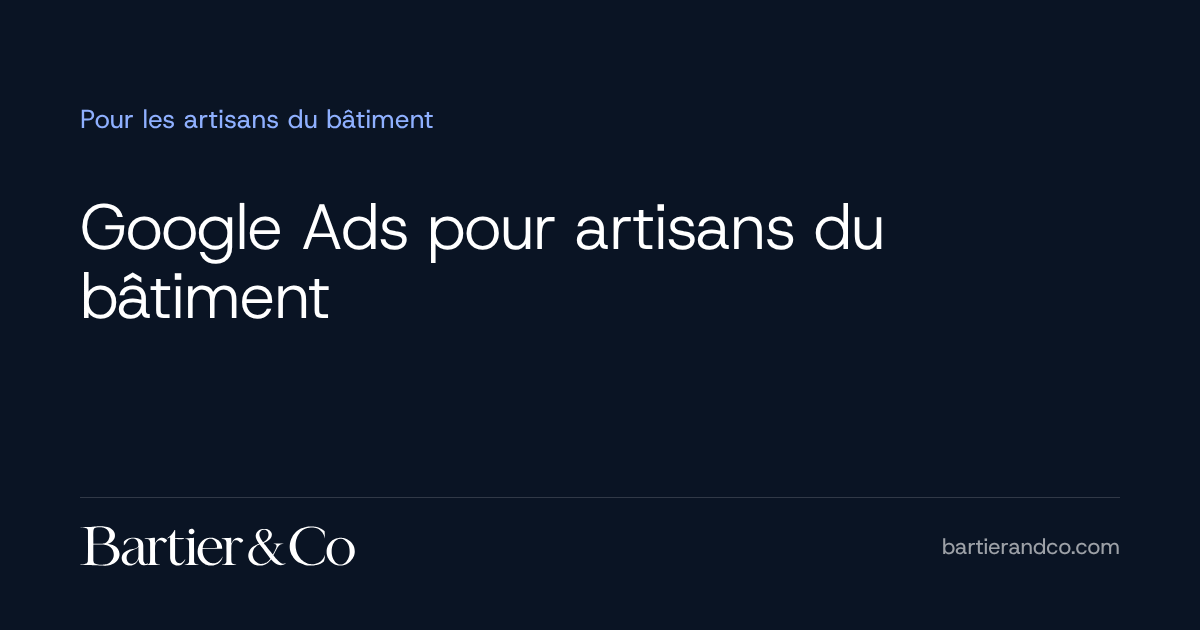 Pour les artisans du bâtiment
Google Ads pour artisans du
bâtiment
Bartier & Co
bartierandco.com